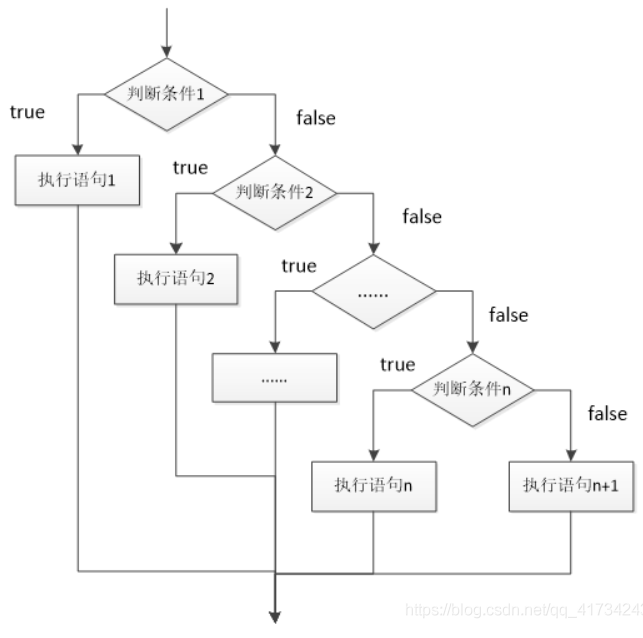 判断条件1
true
false
执行语句1
true
判断条件2
false
执行语句2
true
......
false
......
true
判断条件n
false
执行语句n
执行语句n+1
https://blog.csdn.net/qq_41734243